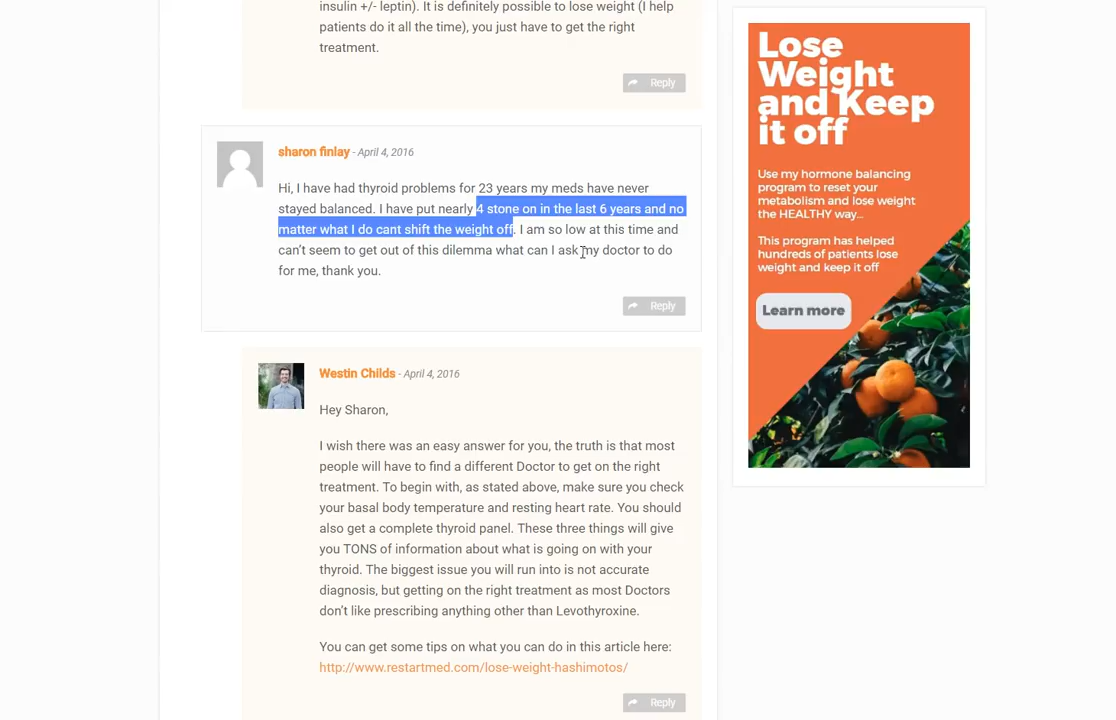 insulin +/- leptin). It is definitely possible to lose weight (I help
patients do it all the time), you just have to get the right
treatment.
Reply
sharon finlay - April 4, 2016
Hi, I have had thyroid problems for 23 years my meds have never
stayed balanced. I have put nearly 4 stone on in the last 6 years and no
matter what I do cant shift the weight off. I am so low at this time and
can’t seem to get out of this dilemma what can I ask my doctor to do
for me, thank you.
Reply
Westin Childs - April 4, 2016
Hey Sharon,
I wish there was an easy answer for you, the truth is that most
people will have to find a different Doctor to get on the right
treatment. To begin with, as stated above, make sure you check
your basal body temperature and resting heart rate. You should
also get a complete thyroid panel. These three things will give
you TONS of information about what is going on with your
thyroid. The biggest issue you will run into is not accurate
diagnosis, but getting on the right treatment as most Doctors
don’t like prescribing anything other than Levothyroxine.
You can get some tips on what you can do in this article here:
http://www.restartmed.com/lose-weight-hashimotos/
Reply
Lose
Weight
and Keep
it off
Use my hormone balancing
program to reset your
metabolism and lose weight
the HEALTHY way...
This program has helped
hundreds of patients lose
weight and keep it off
Learn more